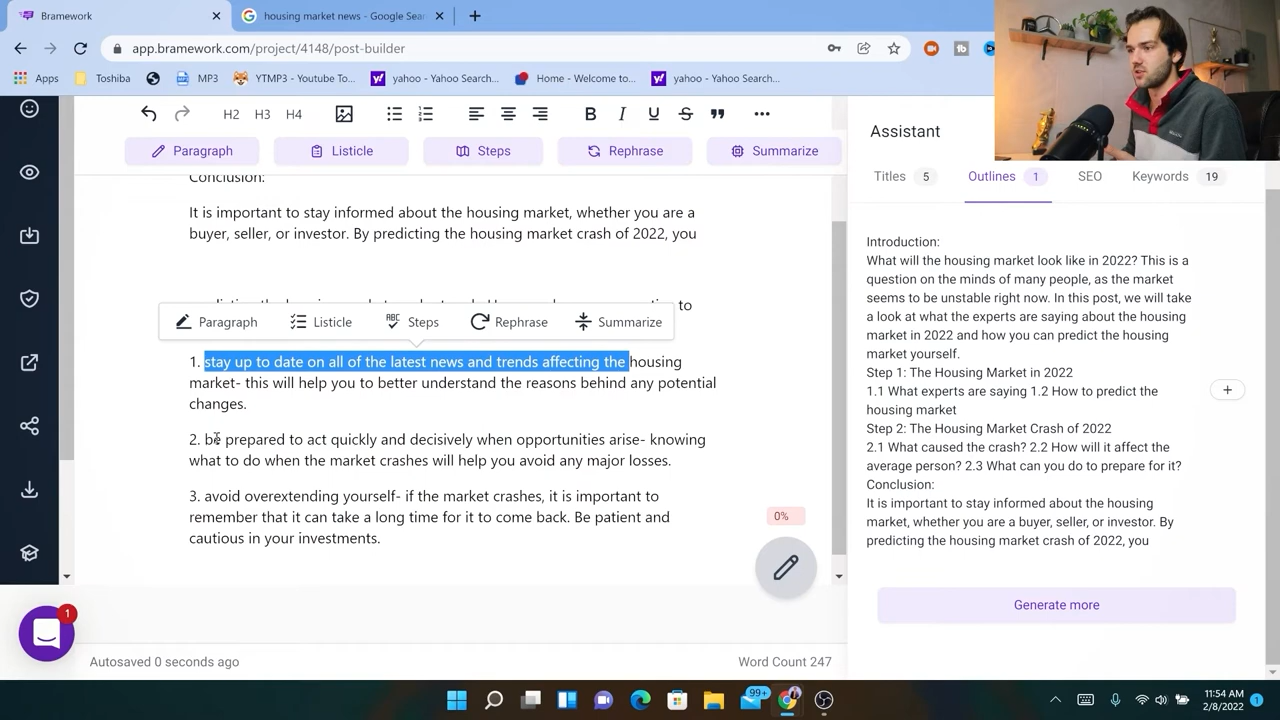 Bramework
housing market news - Google Sear
app.bramework.com/project/4148/post-builder
Apps
Toshiba
MP3
YTMP3 - Youtube To...
yahoo - Yahoo Search...
Home - Welcome to...
yahoo - Yahoo Search...
H2 H3 H4
B I U S
Paragraph
Listicle
Steps
Rephrase
Summarize
Conclusion:
It is important to stay informed about the housing market, whether you are a
buyer, seller, or investor. By predicting the housing market crash of 2022, you
Paragraph
Listicle
Steps
Rephrase
Summarize
1. stay up to date on all of the latest news and trends affecting the housing
market- this will help you to better understand the reasons behind any potential
changes.
2. be prepared to act quickly and decisively when opportunities arise- knowing
what to do when the market crashes will help you avoid any major losses.
3. avoid overextending yourself- if the market crashes, it is important to
remember that it can take a long time for it to come back. Be patient and
cautious in your investments.
0%
1
Autosaved 0 seconds ago
Word Count 247
Assistant
Titles 5
Outlines 1
SEO
Keywords 19
Introduction:
What will the housing market look like in 2022? This is a
question on the minds of many people, as the market
seems to be unstable right now. In this post, we will take
a look at what the experts are saying about the housing
market in 2022 and how you can predict the housing
market yourself.
Step 1: The Housing Market in 2022
1.1 What experts are saying 1.2 How to predict the
housing market
Step 2: The Housing Market Crash of 2022
2.1 What caused the crash? 2.2 How will it affect the
average person? 2.3 What can you do to prepare for it?
Conclusion:
It is important to stay informed about the housing
market, whether you are a buyer, seller, or investor. By
predicting the housing market crash of 2022, you
Generate more
99+
11:54 AM
2/8/2022
1